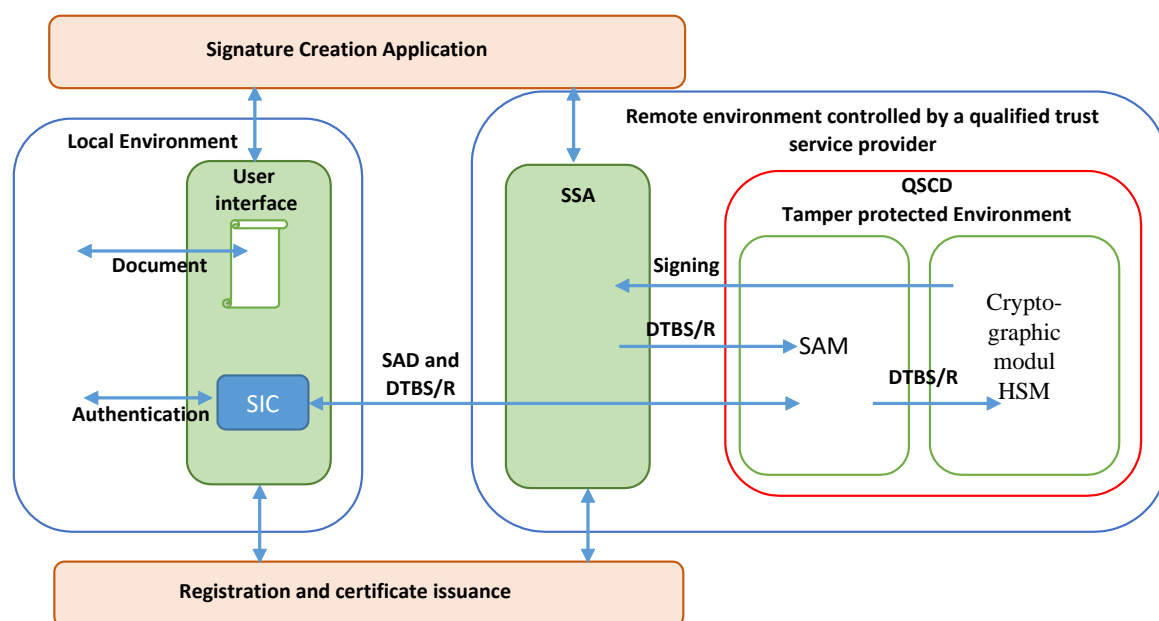 Signature Creation Application
Local Environment
User
interface
Document
SIC
Authentication
SAD and
DTBS/R
Remote environment controlled by a qualified trust
service provider
SSA
QSCD
Tamper protected Environment
Signing
DTBS/R
SAM
DTBS/R
Crypto-
graphic
modul
HSM
Registration and certificate issuance